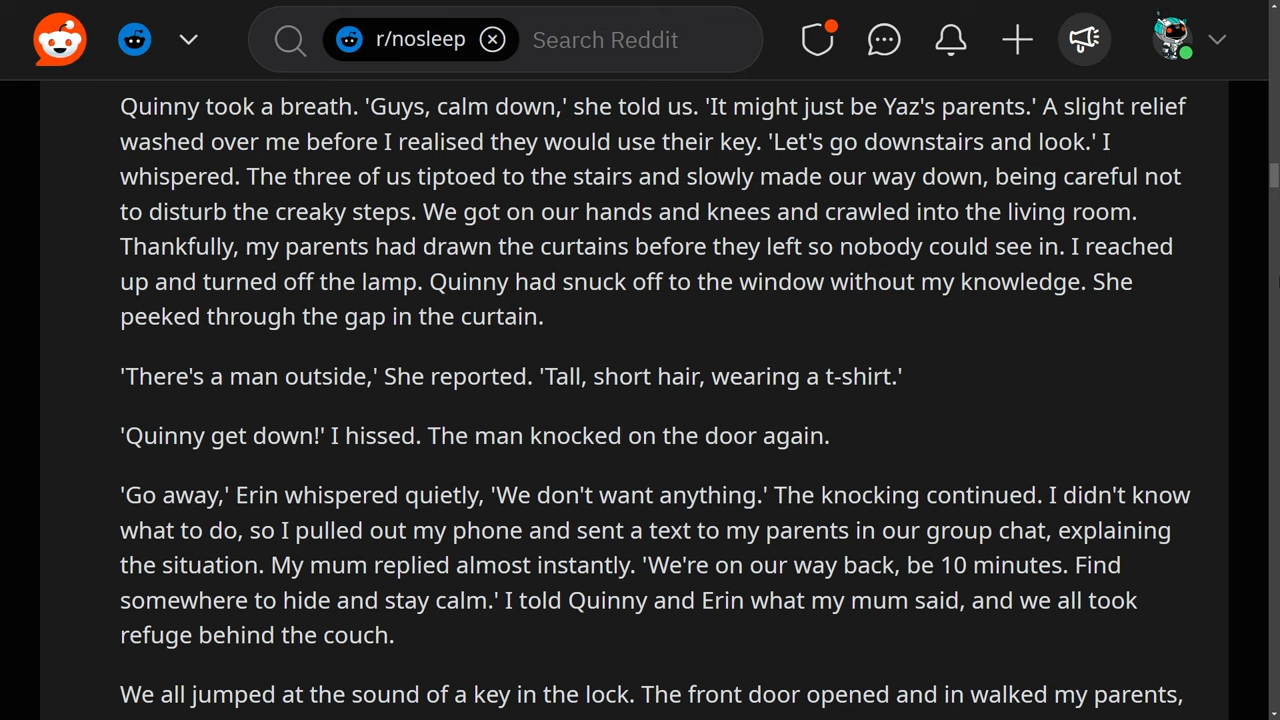 r/nosleep
Search Reddit
Quinny took a breath. 'Guys, calm down,' she told us. 'It might just be Yaz's parents.' A slight relief
washed over me before I realised they would use their key. 'Let's go downstairs and look.' I
whispered. The three of us tiptoed to the stairs and slowly made our way down, being careful not
to disturb the creaky steps. We got on our hands and knees and crawled into the living room.
Thankfully, my parents had drawn the curtains before they left so nobody could see in. I reached
up and turned off the lamp. Quinny had snuck off to the window without my knowledge. She
peeked through the gap in the curtain.
'There's a man outside,' She reported. 'Tall, short hair, wearing a t-shirt.'
'Quinny get down!' I hissed. The man knocked on the door again.
'Go away,' Erin whispered quietly, 'We don't want anything.' The knocking continued. I didn't know
what to do, so I pulled out my phone and sent a text to my parents in our group chat, explaining
the situation. My mum replied almost instantly. 'We're on our way back, be 10 minutes. Find
somewhere to hide and stay calm.' I told Quinny and Erin what my mum said, and we all took
refuge behind the couch.
We all jumped at the sound of a key in the lock. The front door opened and in walked my parents,